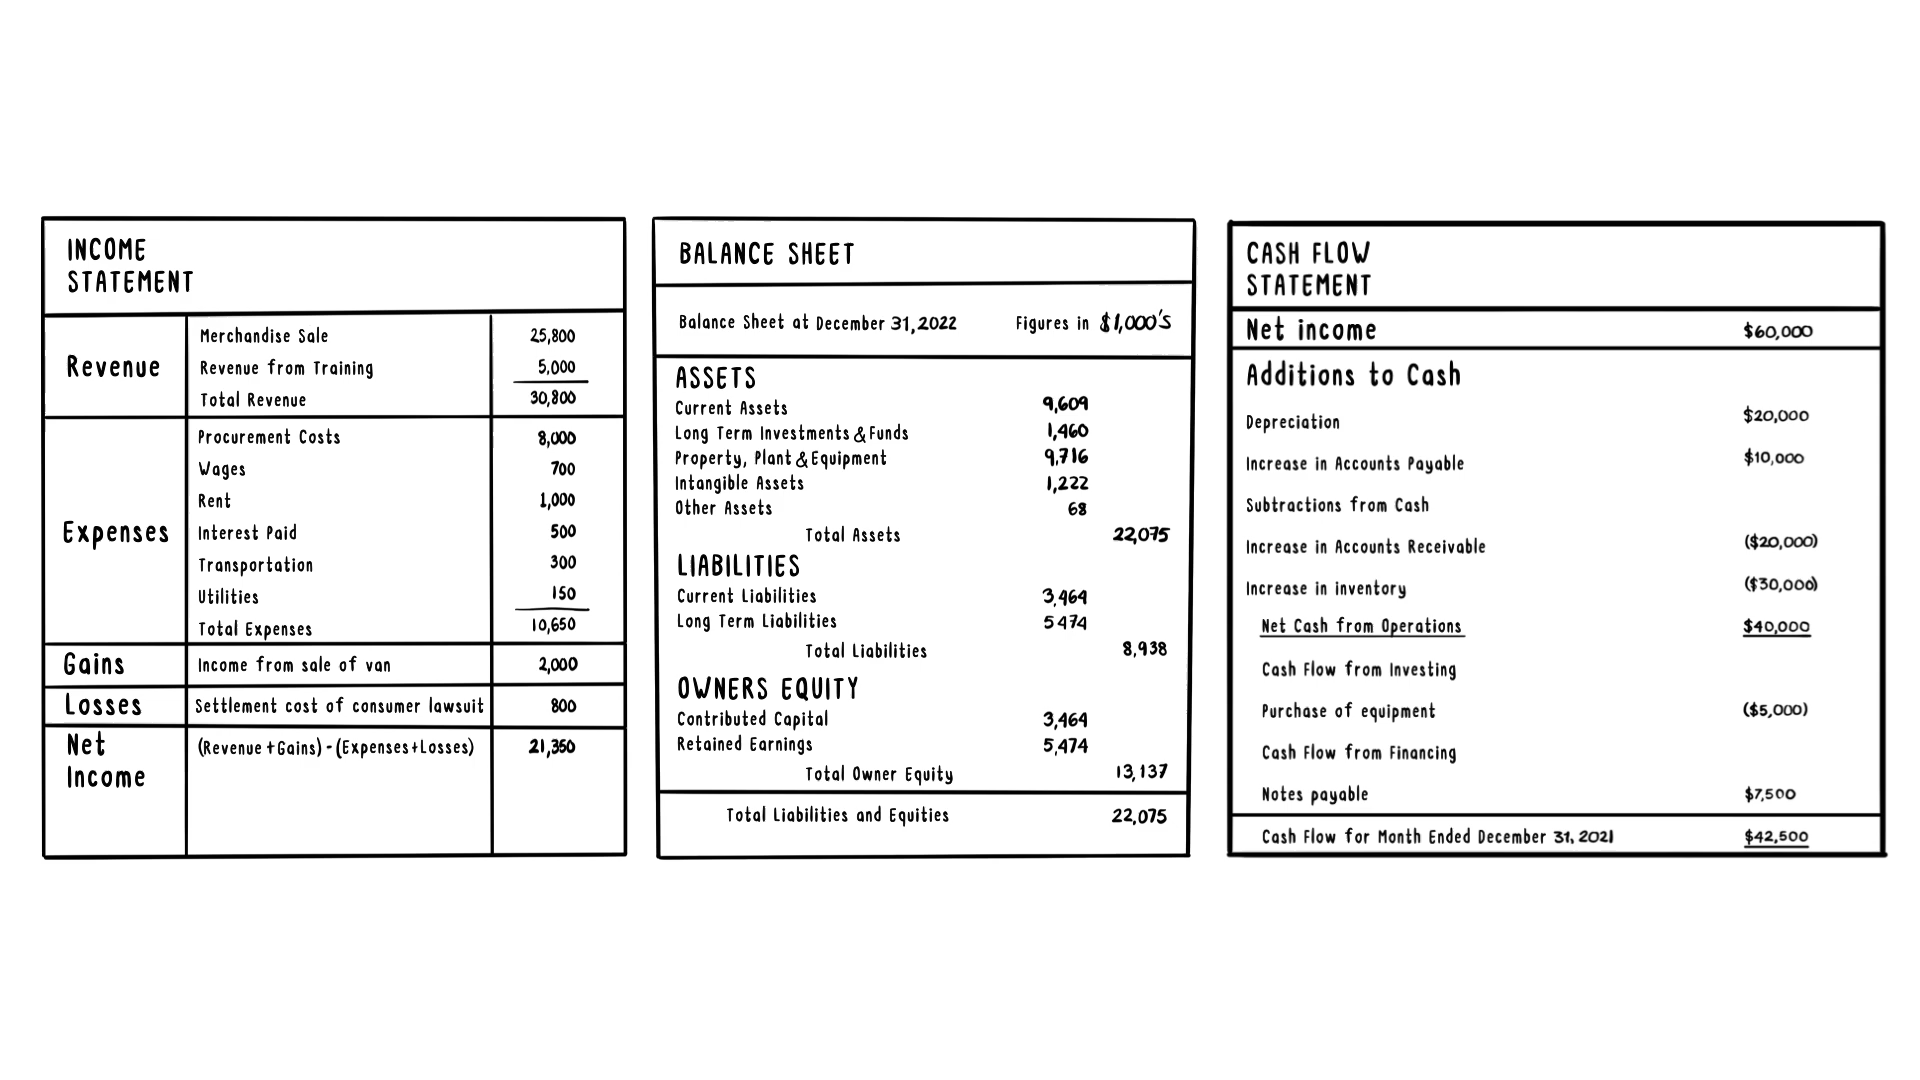 INCOME
STATEMENT
Revenue
Merchandise Sale 25,800
Revenue from Training 5,000
Total Revenue 30,800
Expenses
Procurement Costs 8,000
Wages 700
Rent 1,000
Interest Paid 500
Transportation 300
Utilities 150
Total Expenses 10,650
Gains Income from sale of van 2,000
Losses Settlement cost of consumer lawsuit 800
Net
Income
(Revenue+Gains)-(Expenses+Losses) 21,350
BALANCE SHEET
Balance Sheet at December 31,2022 Figures in $1,000's
ASSETS
Current Assets 9,609
Long Term Investments & Funds 1,460
Property, Plant & Equipment 9,716
Intangible Assets 1,222
Other Assets 68
Total Assets 22,075
LIABILITIES
Current Liabilities 3,464
Long Term Liabilities 5474
Total Liabilities 8,938
OWNERS EQUITY
Contributed Capital 3,464
Retained Earnings 5,474
Total Owner Equity 13,137
Total Liabilities and Equities 22,075
CASH FLOW
STATEMENT
Net income $60,000
Additions to Cash
Depreciation $20,000
Increase in Accounts Payable $10,000
Subtractions from Cash
Increase in Accounts Receivable ($20,000)
Increase in inventory ($30,000)
Net Cash from Operations $40,000
Cash Flow from Investing
Purchase of equipment ($5,000)
Cash Flow from Financing
Notes payable $7,500
Cash Flow for Month Ended December 31, 2021 $42,500